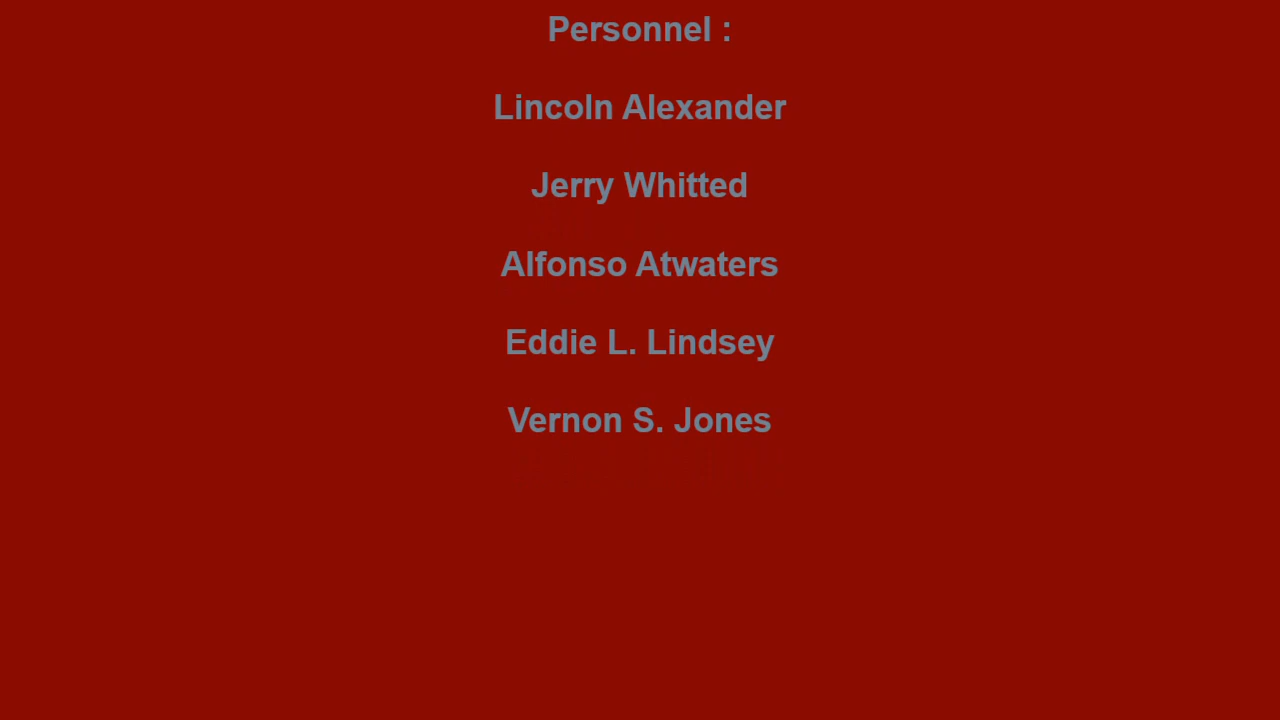 Personnel :
Lincoln Alexander
Jerry Whitted
Alfonso Atwaters
Eddie L. Lindsey
Vernon S. Jones